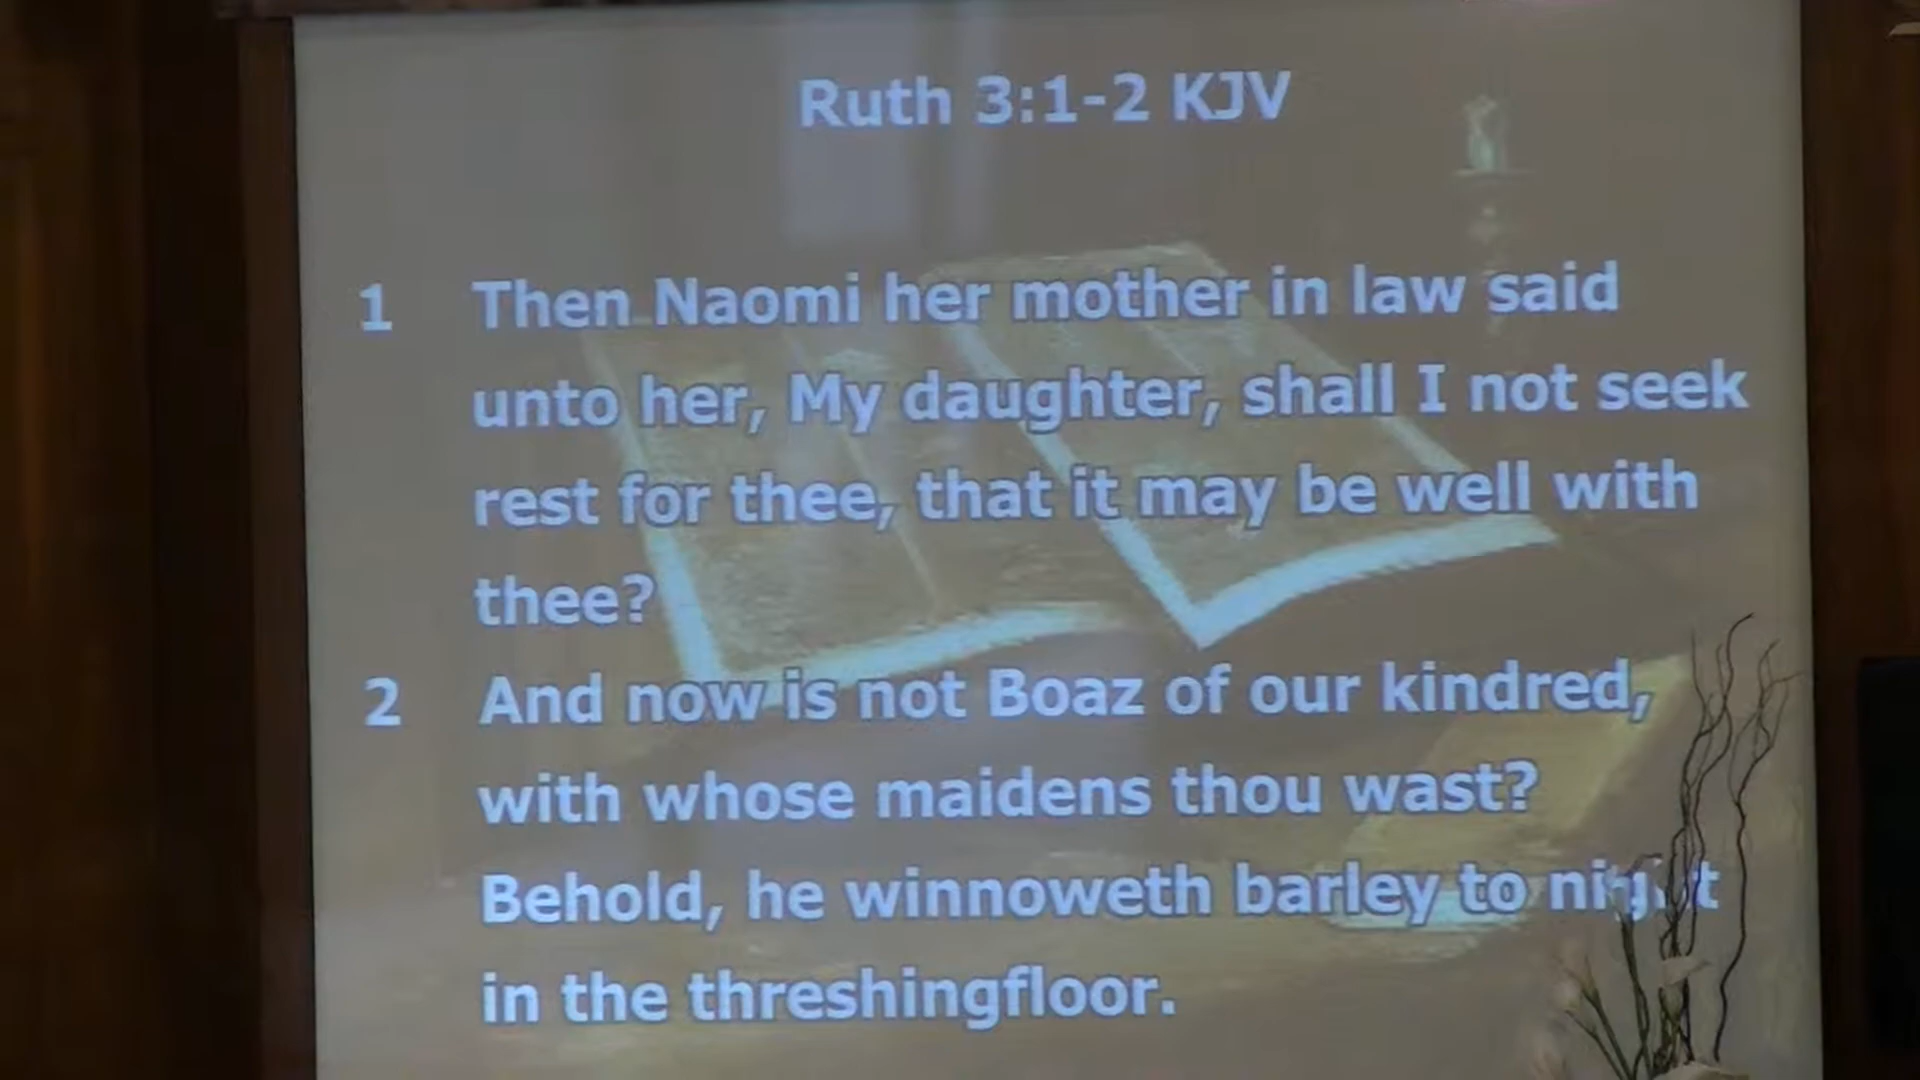 Ruth 3:1-2 KJV
1 Then Naomi her mother in law said
unto her, My daughter, shall I not seek
rest for thee, that it may be well with
thee?
2 And now is not Boaz of our kindred,
with whose maidens thou wast?
Behold, he winnoweth barley to night
in the threshingfloor.